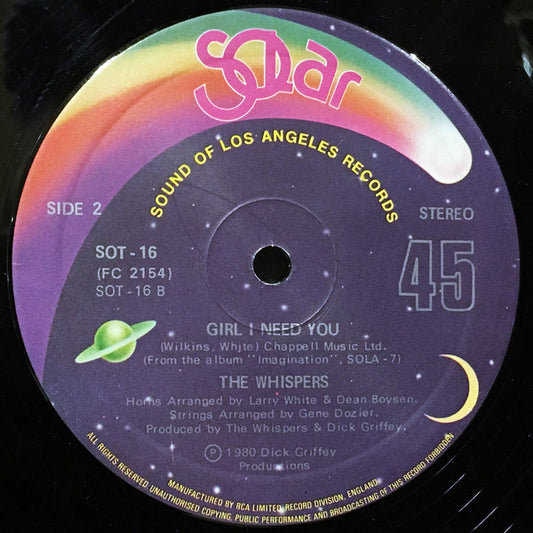 Solar
SOUND OF LOS ANGELES RECORDS
SIDE 2
STEREO
SOT-16
(FC 2154)
SOT-16 B
45
GIRL I NEED YOU
(Wilkins, White) Chappell Music Ltd.
(From the album "Imagination", SOLA-7)
THE WHISPERS
Horns Arranged by Larry White & Dean Boysen.
Strings Arranged by Gene Dozier.
Produced by The Whispers & Dick Griffey.
Ⓟ 1980 Dick Griffey
Productions
MANUFACTURED BY RCA LIMITED, RECORD DIVISION, ENGLAND.
ALL RIGHTS RESERVED. UNAUTHORISED COPYING, PUBLIC PERFORMANCE AND BROADCASTING OF THIS RECORD FORBIDDEN